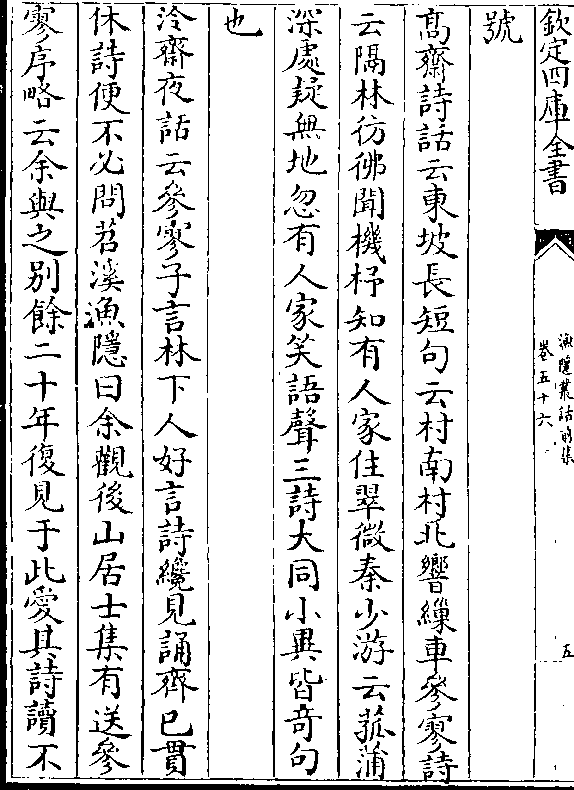 欽定四庫全書
漁隱叢話前集
卷五十六
五
號
髙齋詩話云東坡長短句云村南村北響繅車參寥詩
云隔林彷彿聞機杼知有人家住翠微秦少游云菰蒲
深處疑無地忽有人家笑語聲三詩大同小異皆竒句
也
泠齋夜話云參寥子言林下人好言詩纔見誦齊己貫
休詩便不必問苕溪漁隱曰余觀後山居士集有送參
寥序略云余與之别餘二十年復見于此愛其詩讀不